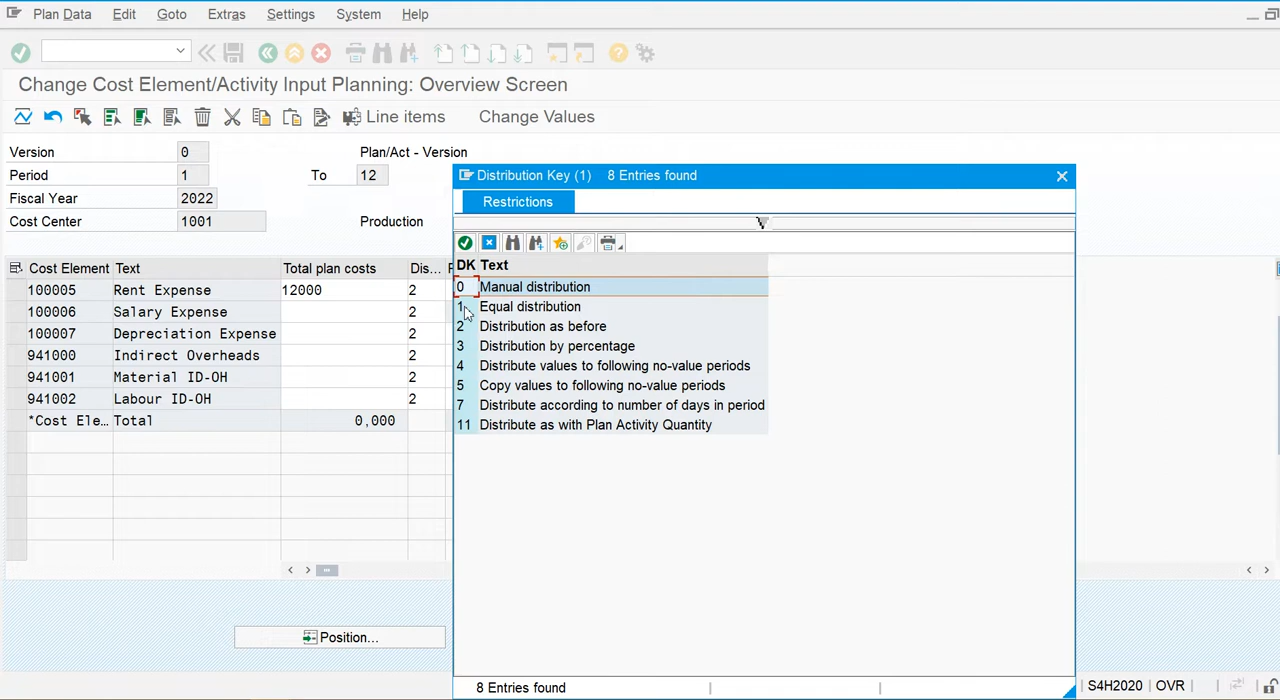 Plan Data Edit Goto Extras Settings System Help
Change Cost Element/Activity Input Planning: Overview Screen
Line items Change Values
Version 0 Plan/Act - Version
Period 1 To 12
Fiscal Year 2022
Cost Center 1001 Production
Cost Element Text Total plan costs Dis...
100005 Rent Expense 12000 2
100006 Salary Expense 2
100007 Depreciation Expense 2
941000 Indirect Overheads 2
941001 Material ID-OH 2
941002 Labour ID-OH 2
*Cost Ele... Total 0,000
Position...
Distribution Key (1) 8 Entries found
Restrictions
DK Text
0 Manual distribution
1 Equal distribution
2 Distribution as before
3 Distribution by percentage
4 Distribute values to following no-value periods
5 Copy values to following no-value periods
7 Distribute according to number of days in period
11 Distribute as with Plan Activity Quantity
8 Entries found
S4H2020 OVR